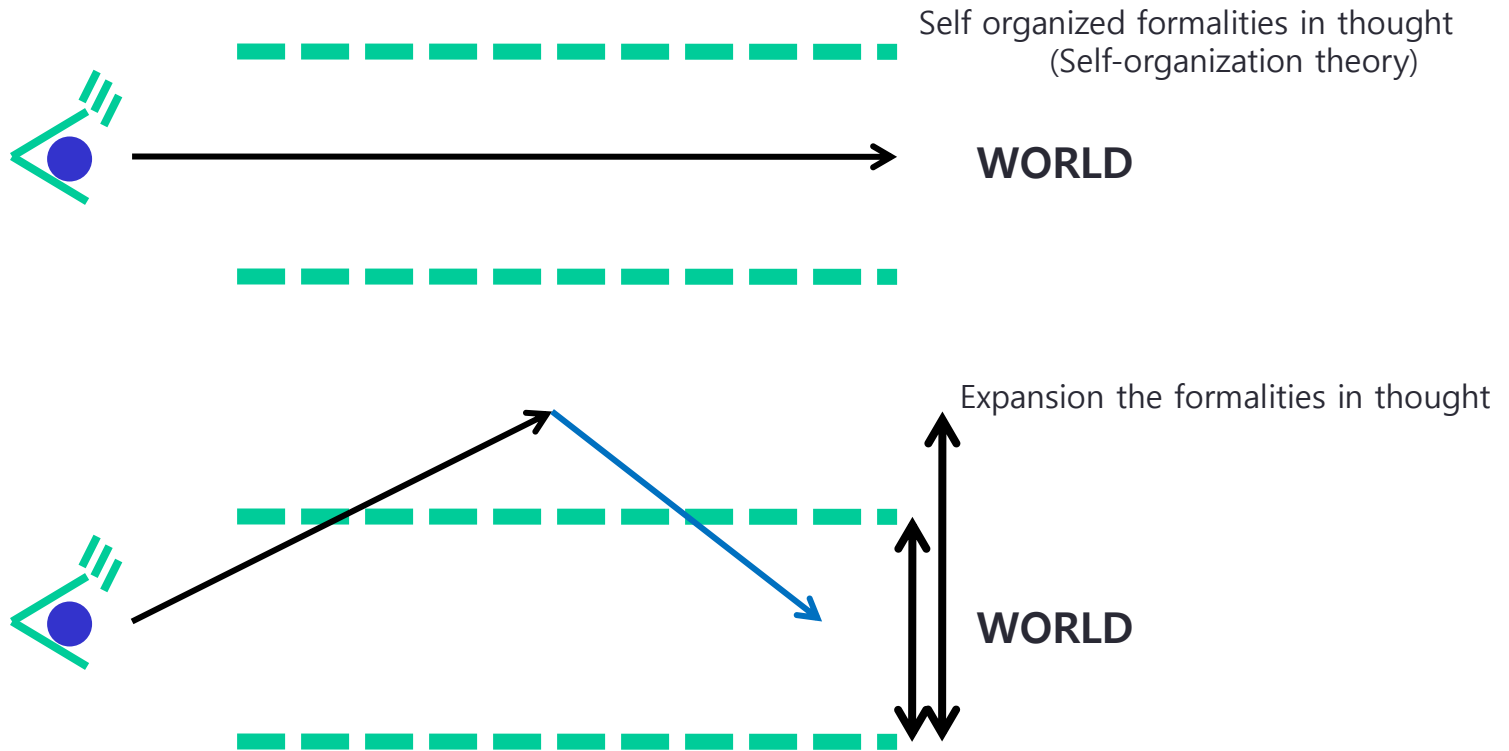 Self organized formalities in thought
(Self-organization theory)
WORLD
Expansion the formalities in thought
WORLD